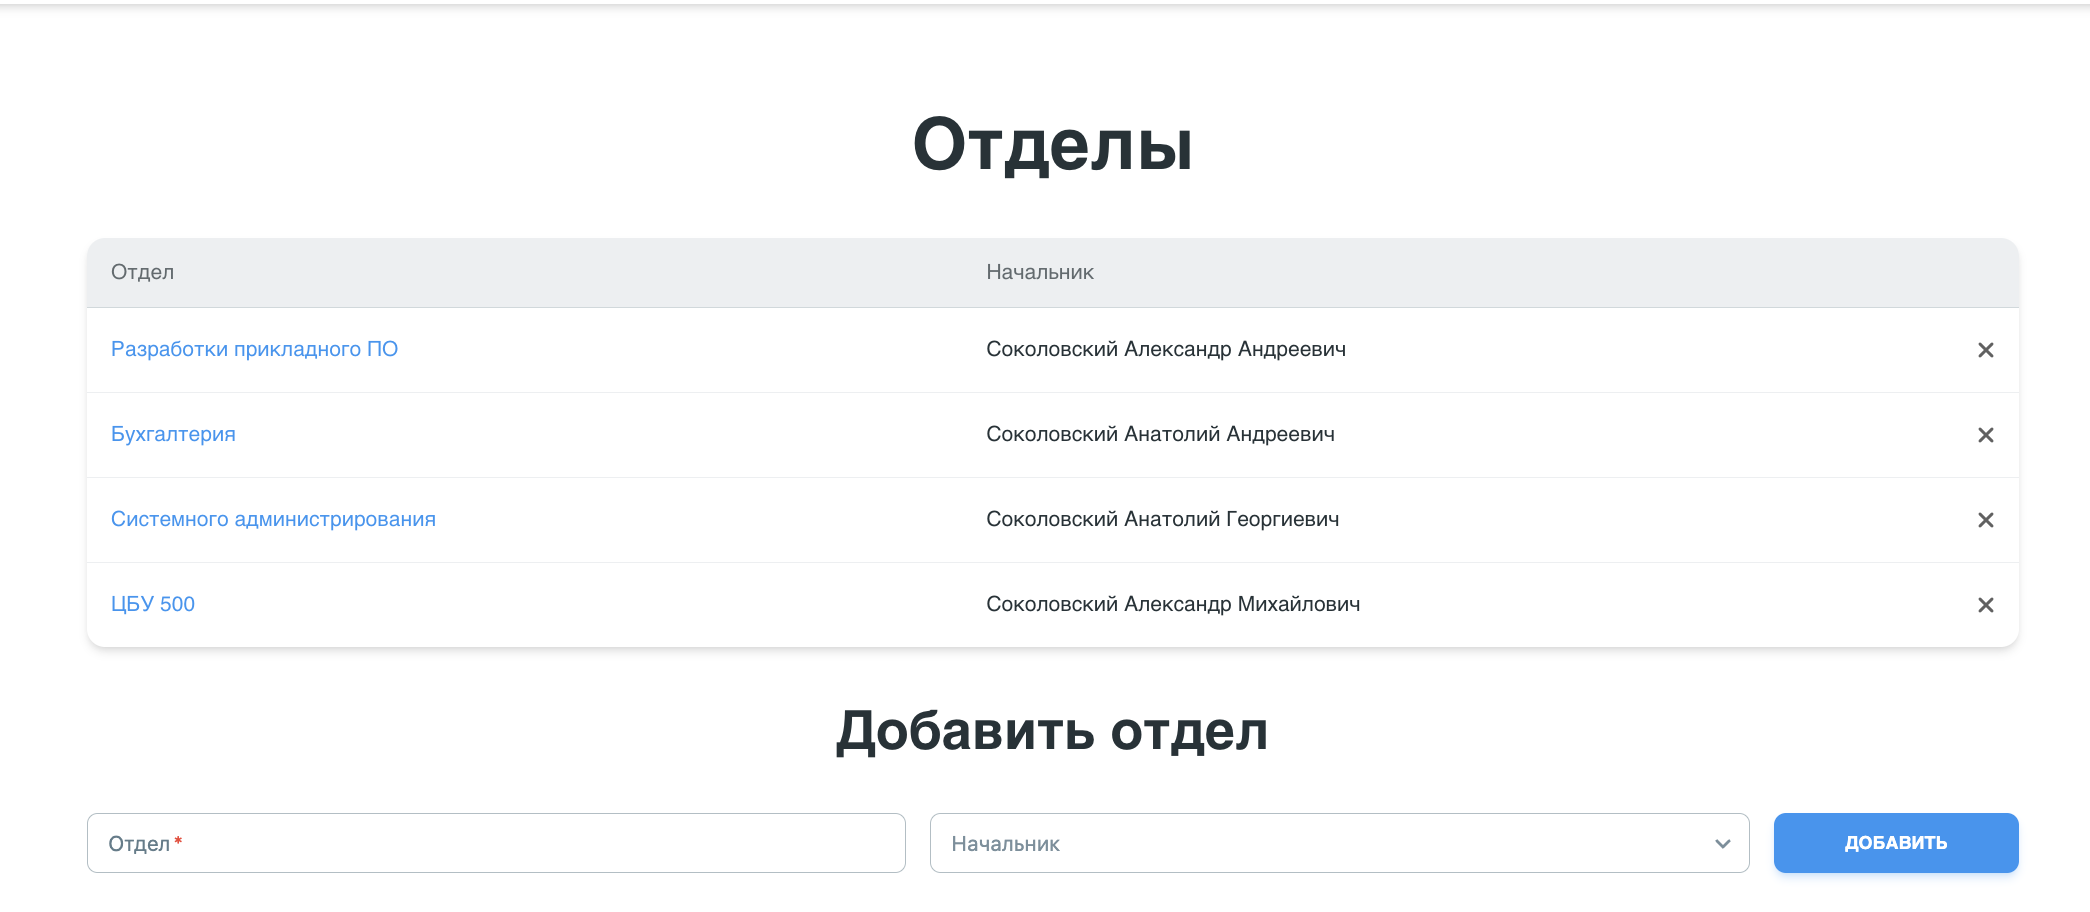 Отделы
Отдел Начальник
Разработки прикладного ПО Соколовский Александр Андреевич
Бухгалтерия Соколовский Анатолий Андреевич
Системного администрирования Соколовский Анатолий Георгиевич
ЦБУ 500 Соколовский Александр Михайлович
Добавить отдел
Отдел * Начальник ДОБАВИТЬ